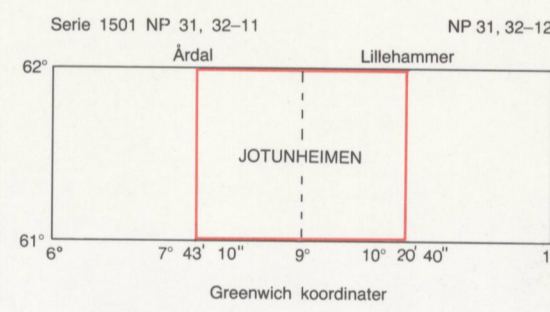 Serie 1501 NP 31, 32–11 NP 31, 32–12
Årdal Lillehammer
62°
JOTUNHEIMEN
61°
6° 7° 43' 10" 9° 10° 20' 40" 1
Greenwich koordinater